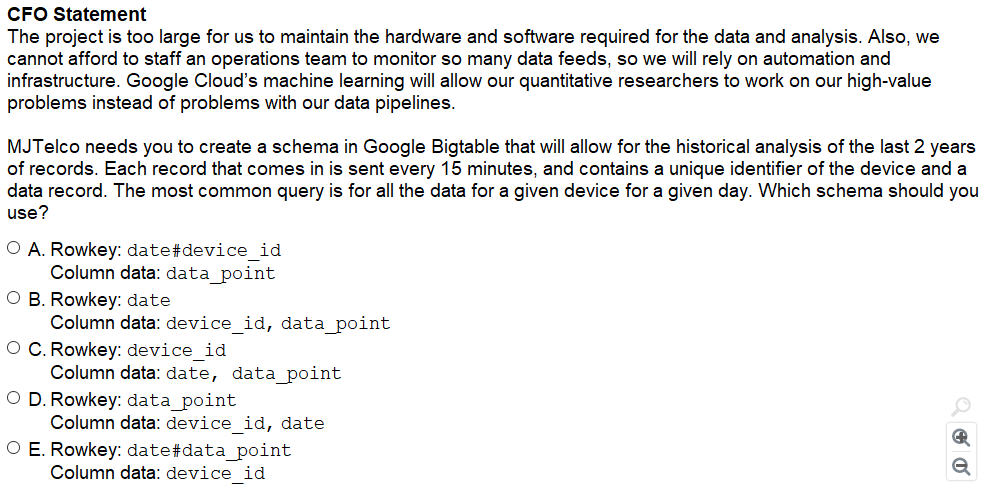 CFO Statement
The project is too large for us to maintain the hardware and software required for the data and analysis. Also, we
cannot afford to staff an operations team to monitor so many data feeds, so we will rely on automation and
infrastructure. Google Cloud's machine learning will allow our quantitative researchers to work on our high-value
problems instead of problems with our data pipelines.
MJTelco needs you to create a schema in Google Bigtable that will allow for the historical analysis of the last 2 years
of records. Each record that comes in is sent every 15 minutes, and contains a unique identifier of the device and a
data record. The most common query is for all the data for a given device for a given day. Which schema should you
use?
A. Rowkey: date#device_id
Column data: data_point
B. Rowkey: date
Column data: device_id, data_point
C. Rowkey: device_id
Column data: date, data_point
D. Rowkey: data_point
Column data: device_id, date
E. Rowkey: date#data_point
Column data: device_id